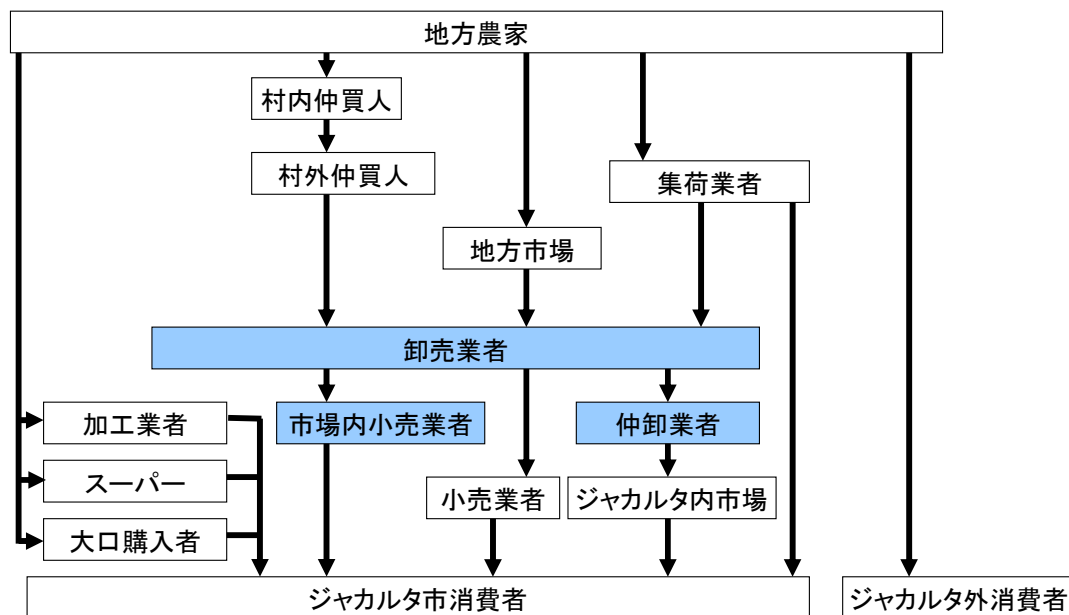 地方農家
村内仲買人
村外仲買人
集荷業者
地方市場
卸売業者
加工業者
市場内小売業者
仲卸業者
スーパー
小売業者
ジャカルタ内市場
大口購入者
ジャカルタ市消費者
ジャカルタ外消費者